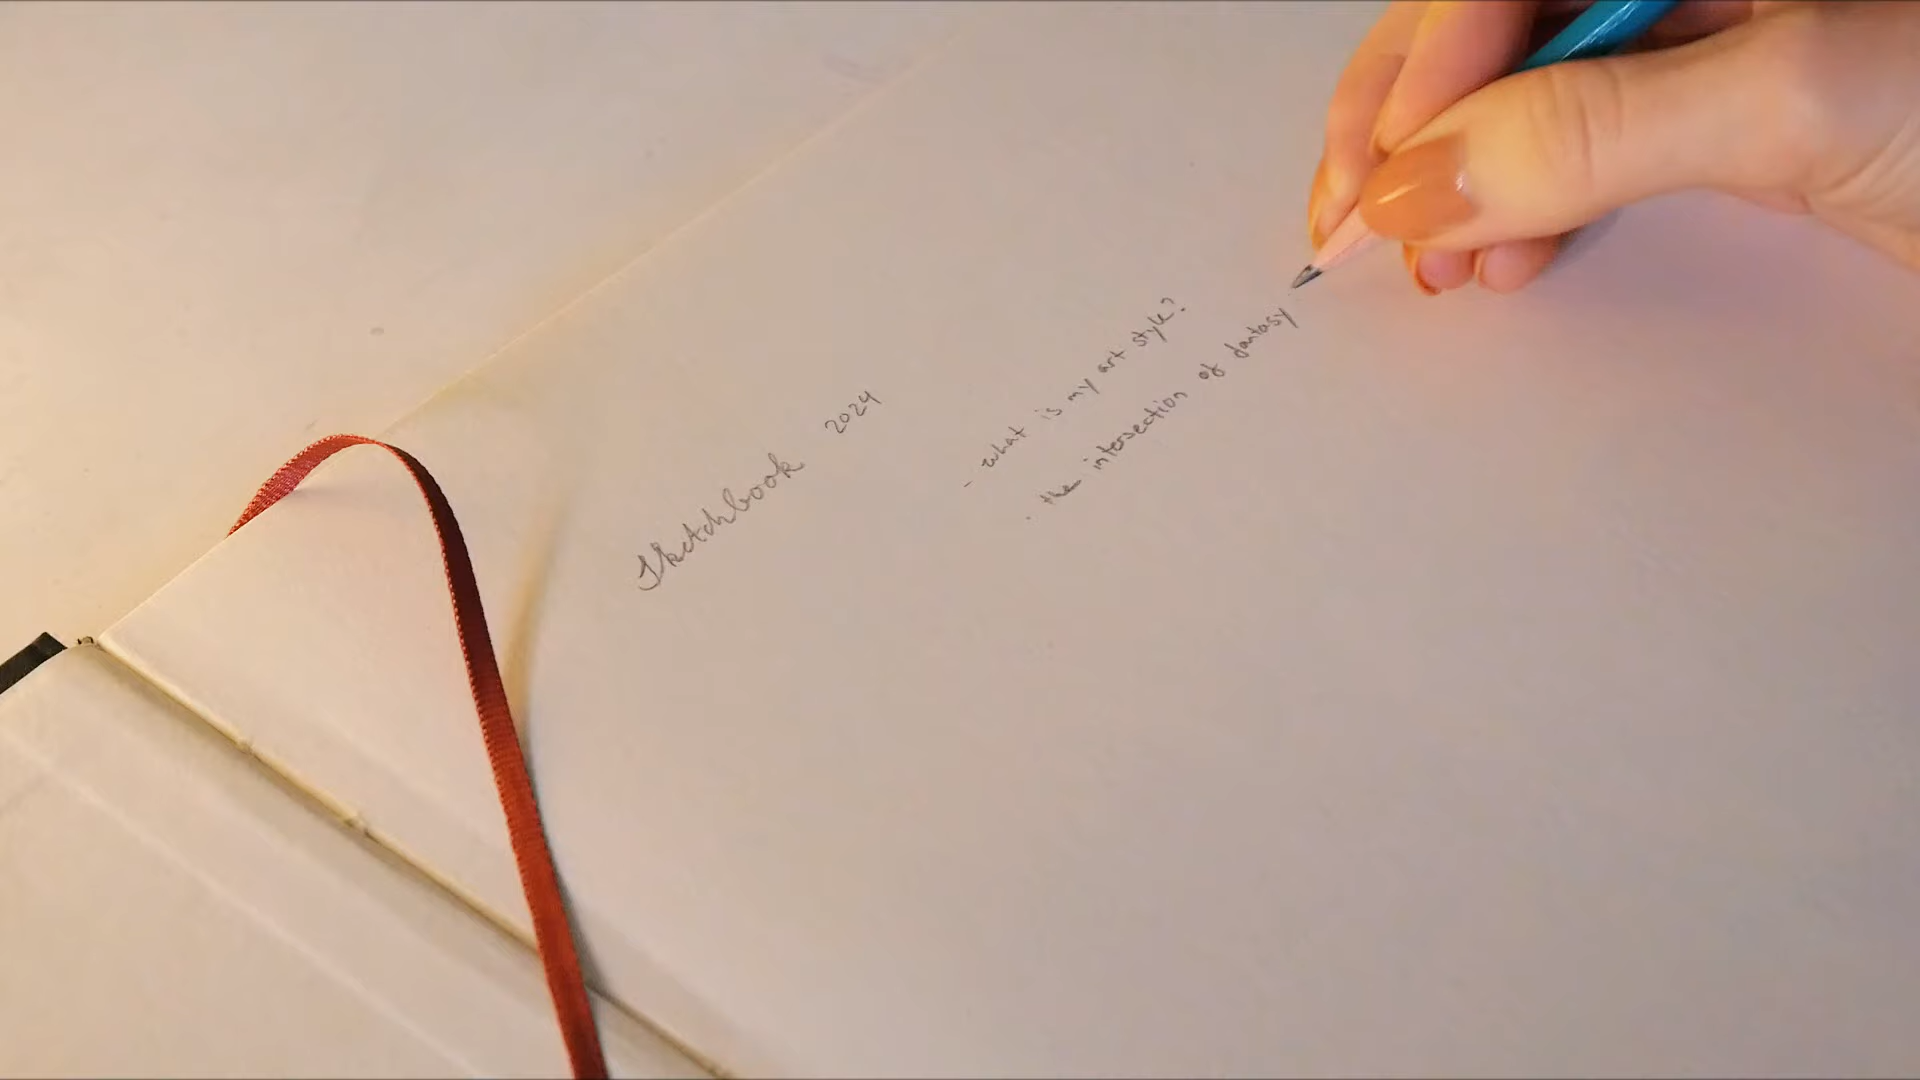 Sketchbook 2024
- what is my art style?
· the intersection of fantasy